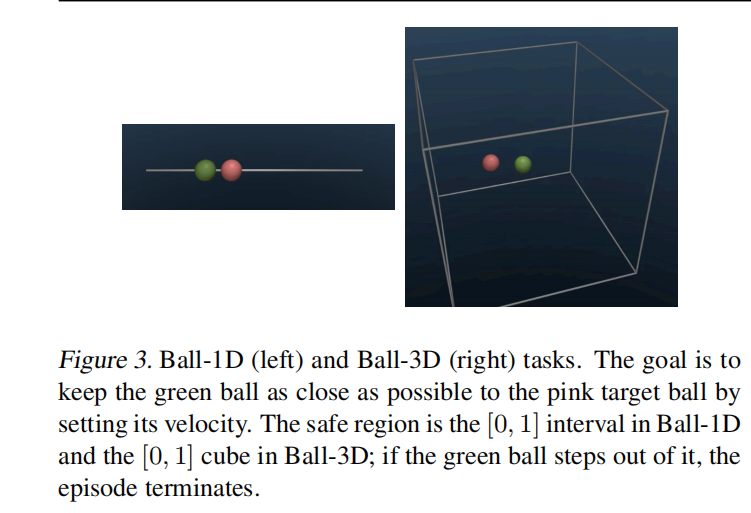 Figure 3. Ball-1D (left) and Ball-3D (right) tasks. The goal is to
keep the green ball as close as possible to the pink target ball by
setting its velocity. The safe region is the [0, 1] interval in Ball-1D
and the [0, 1] cube in Ball-3D; if the green ball steps out of it, the
episode terminates.